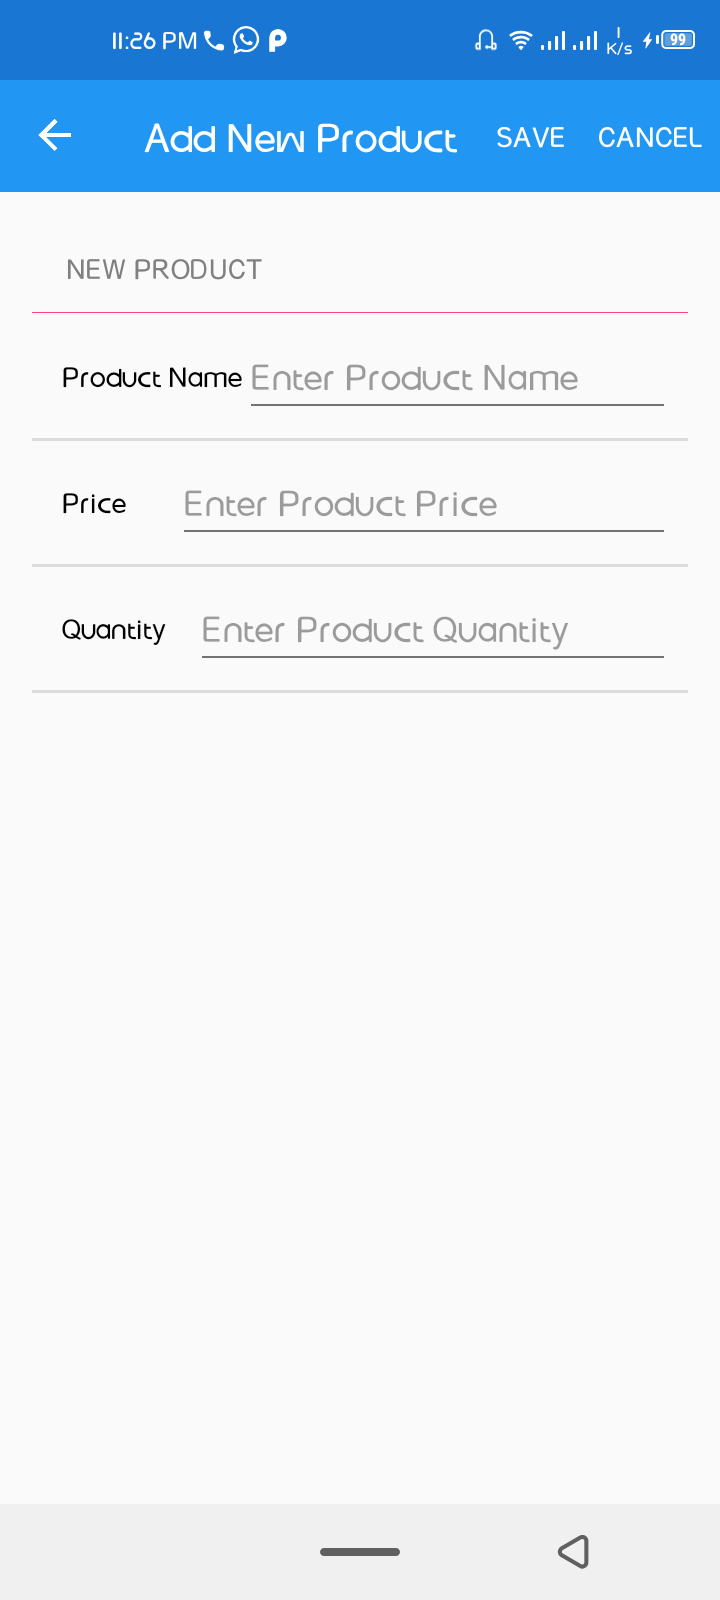 11:26 PM 1 K/s 99
Add New Product SAVE CANCEL
NEW PRODUCT
Product Name Enter Product Name
Price Enter Product Price
Quantity Enter Product Quantity